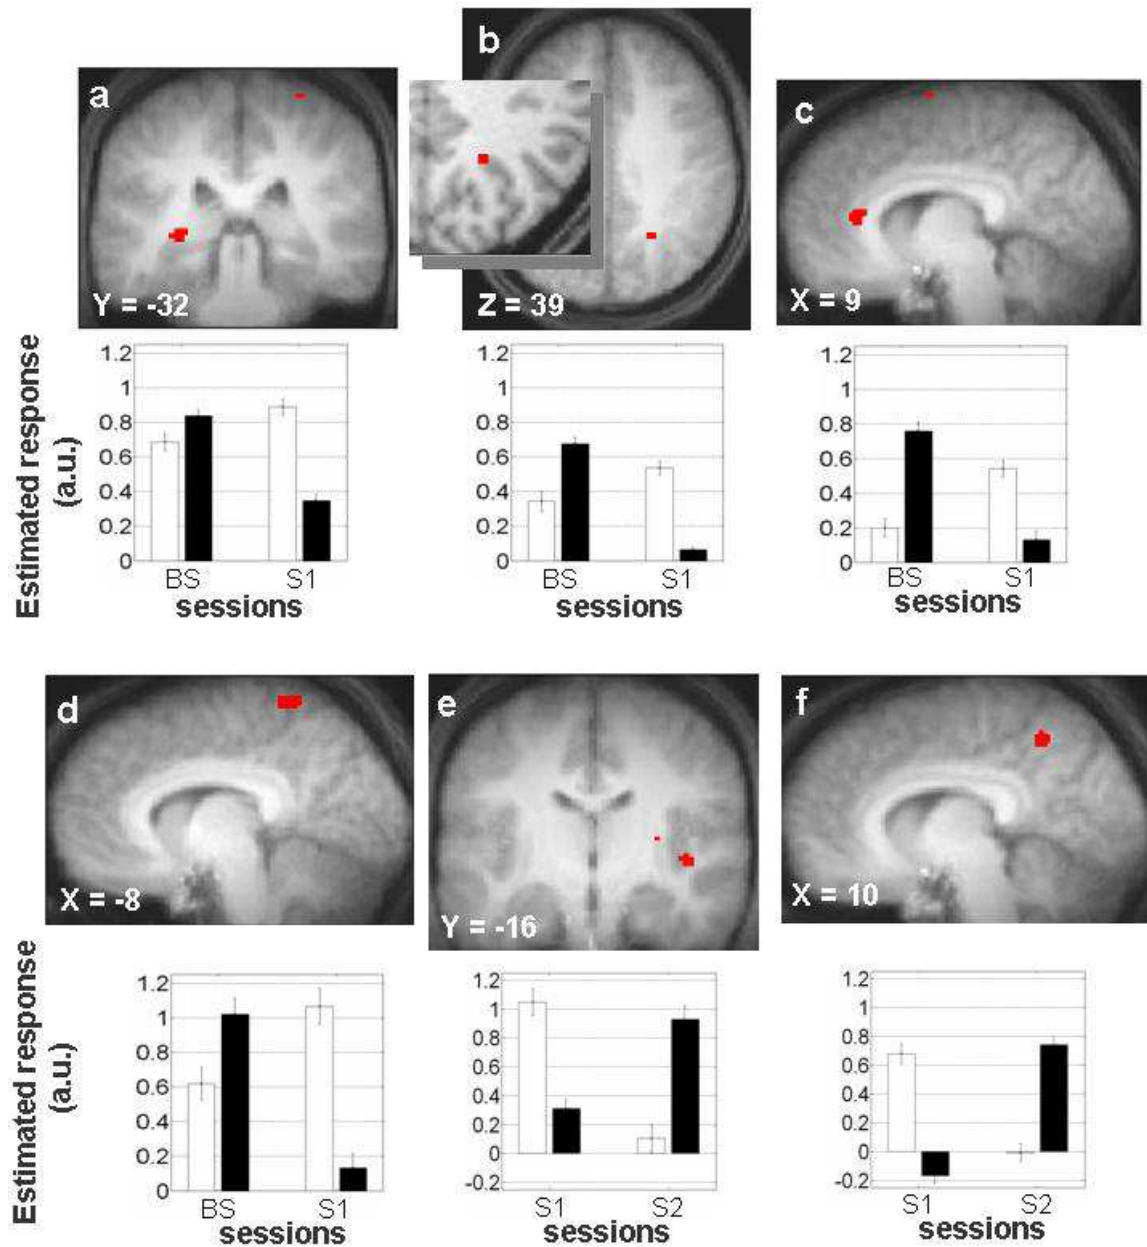 a
b
c
Y = -32
Z = 39
X = 9
Estimated response
(a.u.)
1.2
1
0.8
0.6
0.4
0.2
0
BS S1
sessions
1.2
1
0.8
0.6
0.4
0.2
0
BS S1
sessions
1.2
1
0.8
0.6
0.4
0.2
0
BS S1
sessions
d
e
f
X = -8
Y = -16
X = 10
Estimated response
(a.u.)
1.2
1
0.8
0.6
0.4
0.2
0
BS S1
sessions
1.2
1
0.8
0.6
0.4
0.2
0
-0.2
S1 S2
sessions
1.2
1
0.8
0.6
0.4
0.2
0
-0.2
S1 S2
sessions